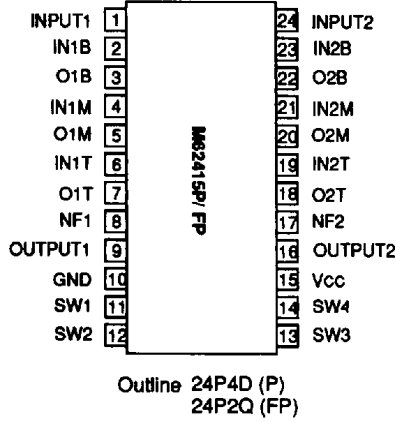 INPUT1 1 24 INPUT2
IN1B 2 23 IN2B
O1B 3 22 O2B
IN1M 4 21 IN2M
O1M 5 20 O2M
IN1T 6 19 IN2T
O1T 7 18 O2T
NF1 8 17 NF2
OUTPUT1 9 16 OUTPUT2
GND 10 15 Vcc
SW1 11 14 SW4
SW2 12 13 SW3
M62415P/ FP
Outline 24P4D (P)
24P2Q (FP)